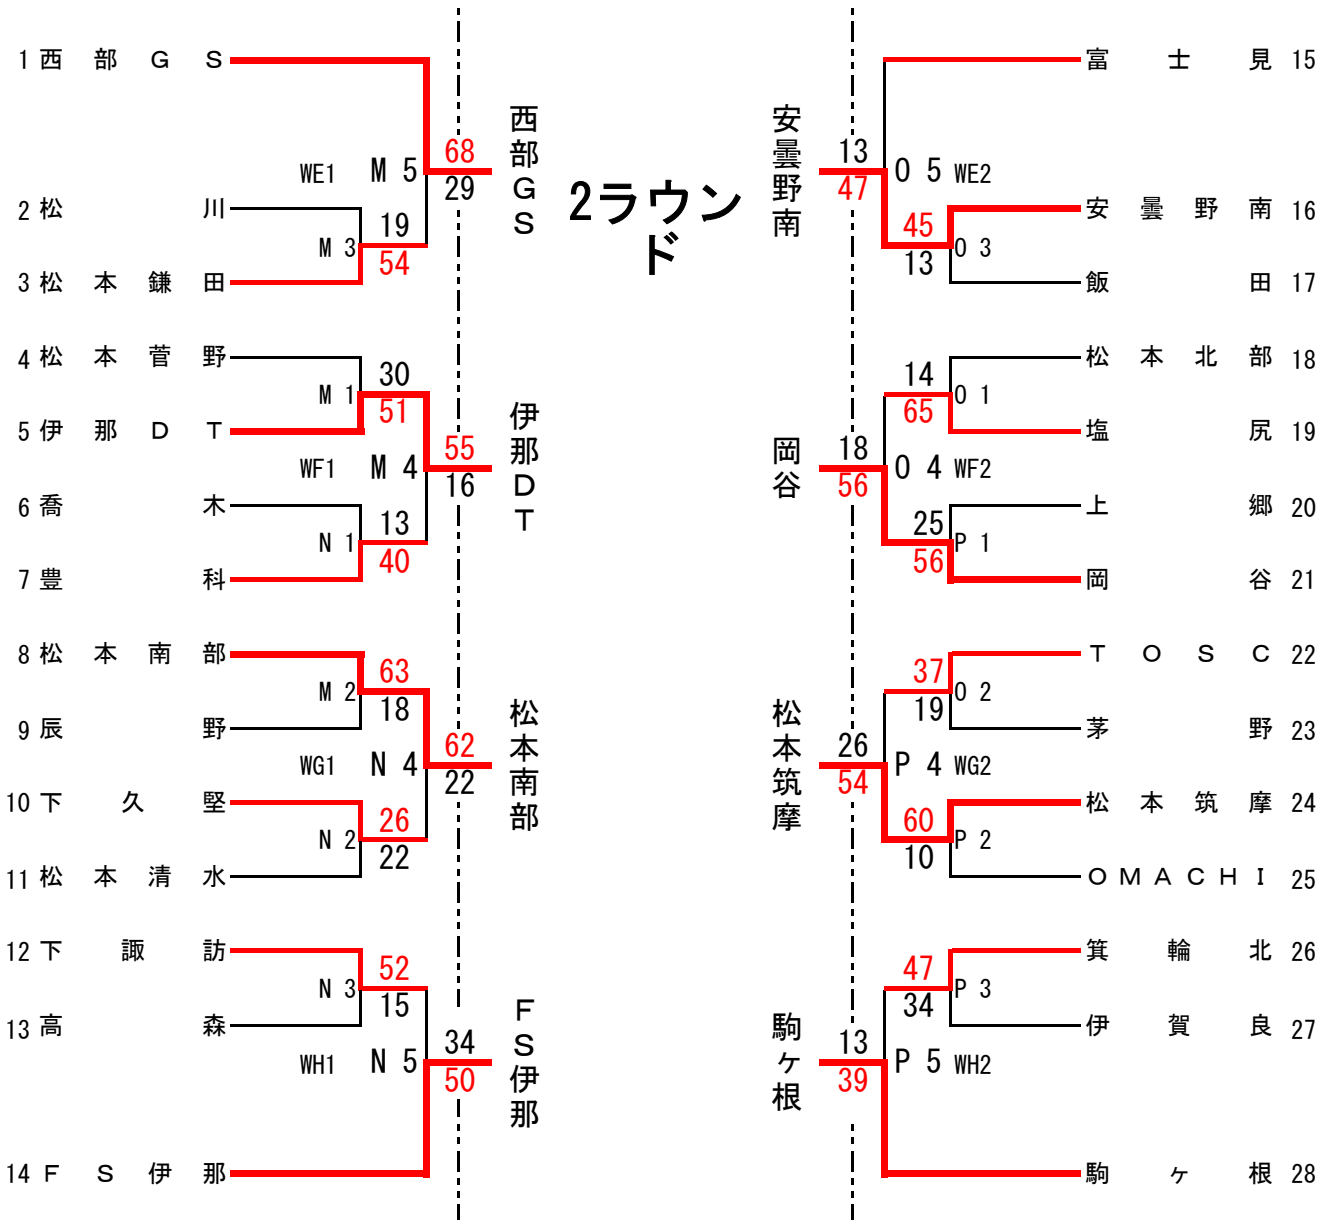 1 西部GS
68
WE1 M 5
29
西部GS
2 松川
19
M 3
54
3 松本鎌田
4 松本菅野
30
M 1
51
5 伊那DT
55
WF1 M 4
16
伊那DT
6 喬木
13
N 1
40
7 豊科
8 松本南部
63
M 2
18
9 辰野
62
WG1 N 4
22
松本南部
10 下久堅
26
N 2
22
11 松本清水
12 下諏訪
52
N 3
15
13 高森
34
WH1 N 5
50
FS伊那
14 FS伊那
2ラウン
ド
富士見 15
安曇野南
13
O 5 WE2
47
安曇野南 16
45
O 3
13
飯田 17
松本北部 18
14
O 1
65
塩尻 19
岡谷
18
O 4 WF2
56
上郷 20
25
P 1
56
岡谷 21
TOSC 22
37
O 2
19
茅野 23
松本筑摩
26
P 4 WG2
54
松本筑摩 24
60
P 2
10
OMACHI 25
箕輪北 26
47
P 3
34
伊賀良 27
駒ヶ根
13
P 5 WH2
39
駒ヶ根 28